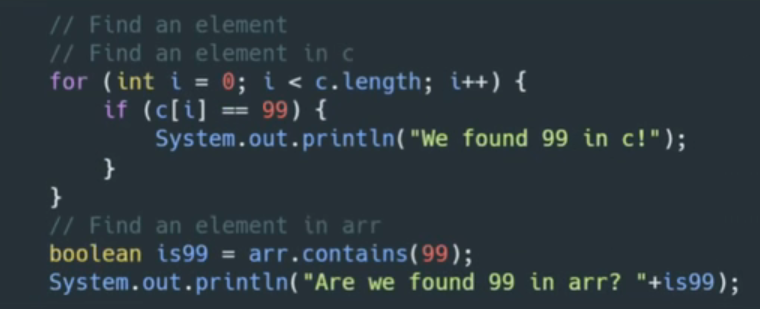 // Find an element
// Find an element in c
for (int i = 0; i < c.length; i++) {
if (c[i] == 99) {
System.out.println("We found 99 in c!");
}
}
// Find an element in arr
boolean is99 = arr.contains(99);
System.out.println("Are we found 99 in arr? "+is99);